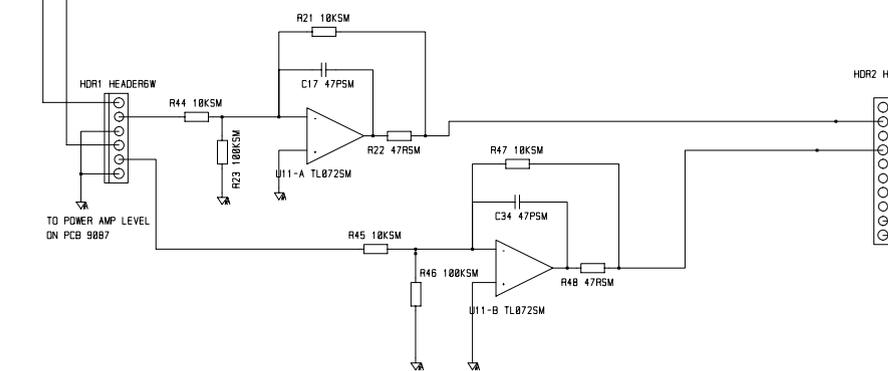 R21 10KSM
C17 47PSM
HDR1 HEADER6W
HDR2 H
R44 10KSM
R23 100KSM
R22 47RSM
U11-A TL072SM
R47 10KSM
C34 47PSM
TO POWER AMP LEVEL
ON PCB 9087
R45 10KSM
R46 100KSM
R48 47RSM
U11-B TL072SM